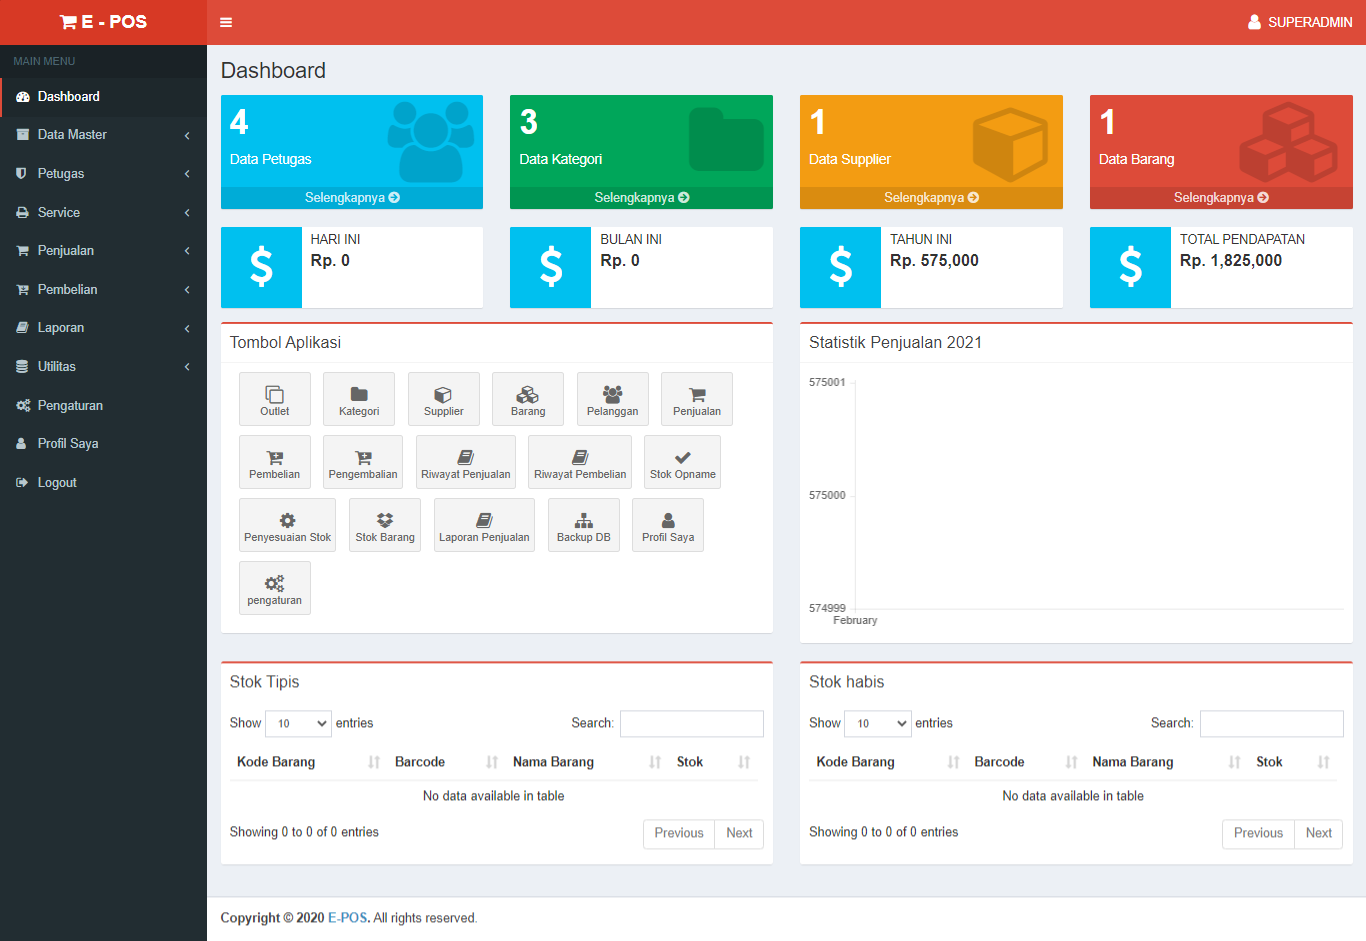 E - POS
SUPERADMIN
MAIN MENU
Dashboard
Data Master
Petugas
Service
Penjualan
Pembelian
Laporan
Utilitas
Pengaturan
Profil Saya
Logout
Dashboard
4
Data Petugas
Selengkapnya
3
Data Kategori
Selengkapnya
1
Data Supplier
Selengkapnya
1
Data Barang
Selengkapnya
HARI INI
Rp. 0
BULAN INI
Rp. 0
TAHUN INI
Rp. 575,000
TOTAL PENDAPATAN
Rp. 1,825,000
Tombol Aplikasi
Outlet
Kategori
Supplier
Barang
Pelanggan
Penjualan
Pembelian
Pengembalian
Riwayat Penjualan
Riwayat Pembelian
Stok Opname
Penyesuaian Stok
Stok Barang
Laporan Penjualan
Backup DB
Profil Saya
pengaturan
Statistik Penjualan 2021
575001
575000
574999
February
Stok Tipis
Show 10 entries
Search:
Kode Barang Barcode Nama Barang Stok
No data available in table
Showing 0 to 0 of 0 entries
Previous Next
Stok habis
Show 10 entries
Search:
Kode Barang Barcode Nama Barang Stok
No data available in table
Showing 0 to 0 of 0 entries
Previous Next
Copyright © 2020 E-POS. All rights reserved.